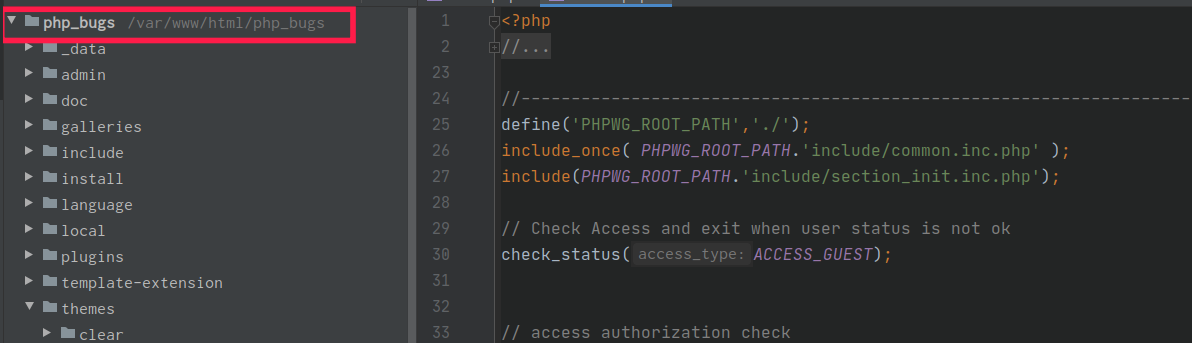 php_bugs /var/www/html/php_bugs
_data
admin
doc
galleries
include
install
language
local
plugins
template-extension
themes
clear
1 <?php
2 //...
23
24 //-------------------------------------------------------------------
25 define('PHPWG_ROOT_PATH','./');
26 include_once( PHPWG_ROOT_PATH.'include/common.inc.php' );
27 include(PHPWG_ROOT_PATH.'include/section_init.inc.php');
28
29 // Check Access and exit when user status is not ok
30 check_status( access_type: ACCESS_GUEST);
31
32
33 // access authorization check